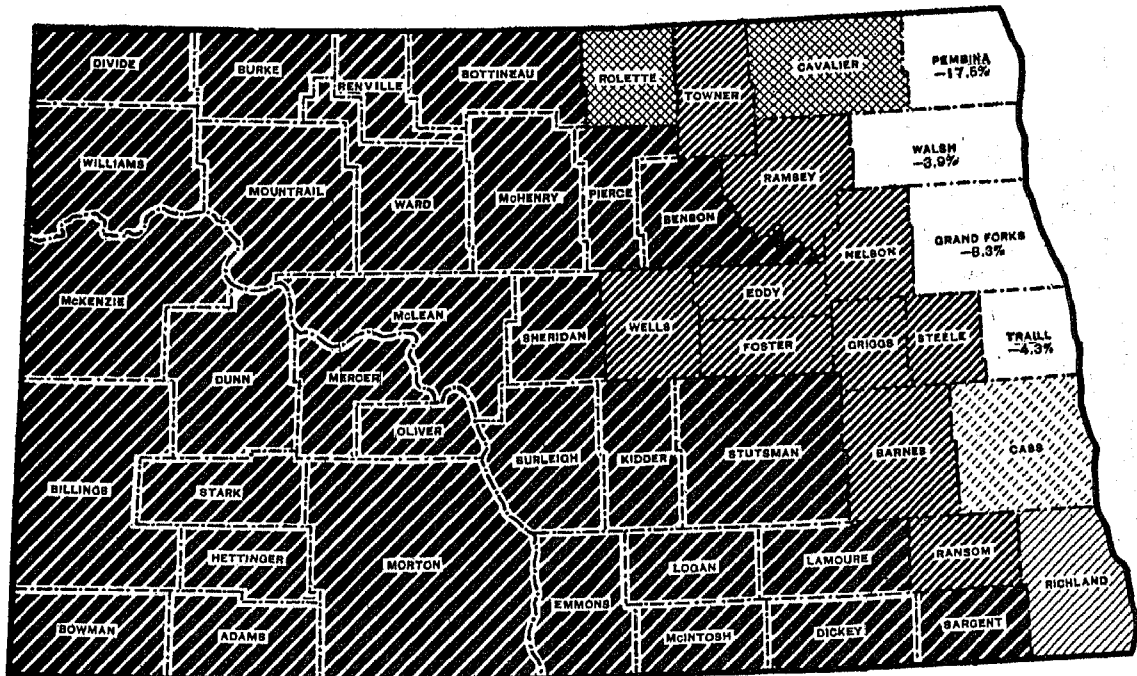 DIVIDE
BURKE
RENVILLE
BOTTINEAU
ROLETTE
TOWNER
CAVALIER
PEMBINA
-17.5%
WILLIAMS
MOUNTRAIL
WARD
McHENRY
PIERCE
BENSON
RAMSEY
WALSH
-3.9%
NELSON
GRAND FORKS
-8.3%
McKENZIE
McLEAN
SHERIDAN
WELLS
EDDY
FOSTER
GRIGGS
STEELE
TRAILL
-4.3%
DUNN
MERCER
OLIVER
BURLEIGH
KIDDER
STUTSMAN
BARNES
CASS
BILLINGS
STARK
HETTINGER
MORTON
EMMONS
LOGAN
LAMOURE
RANSOM
RICHLAND
BOWMAN
ADAMS
McINTOSH
DICKEY
SARGENT